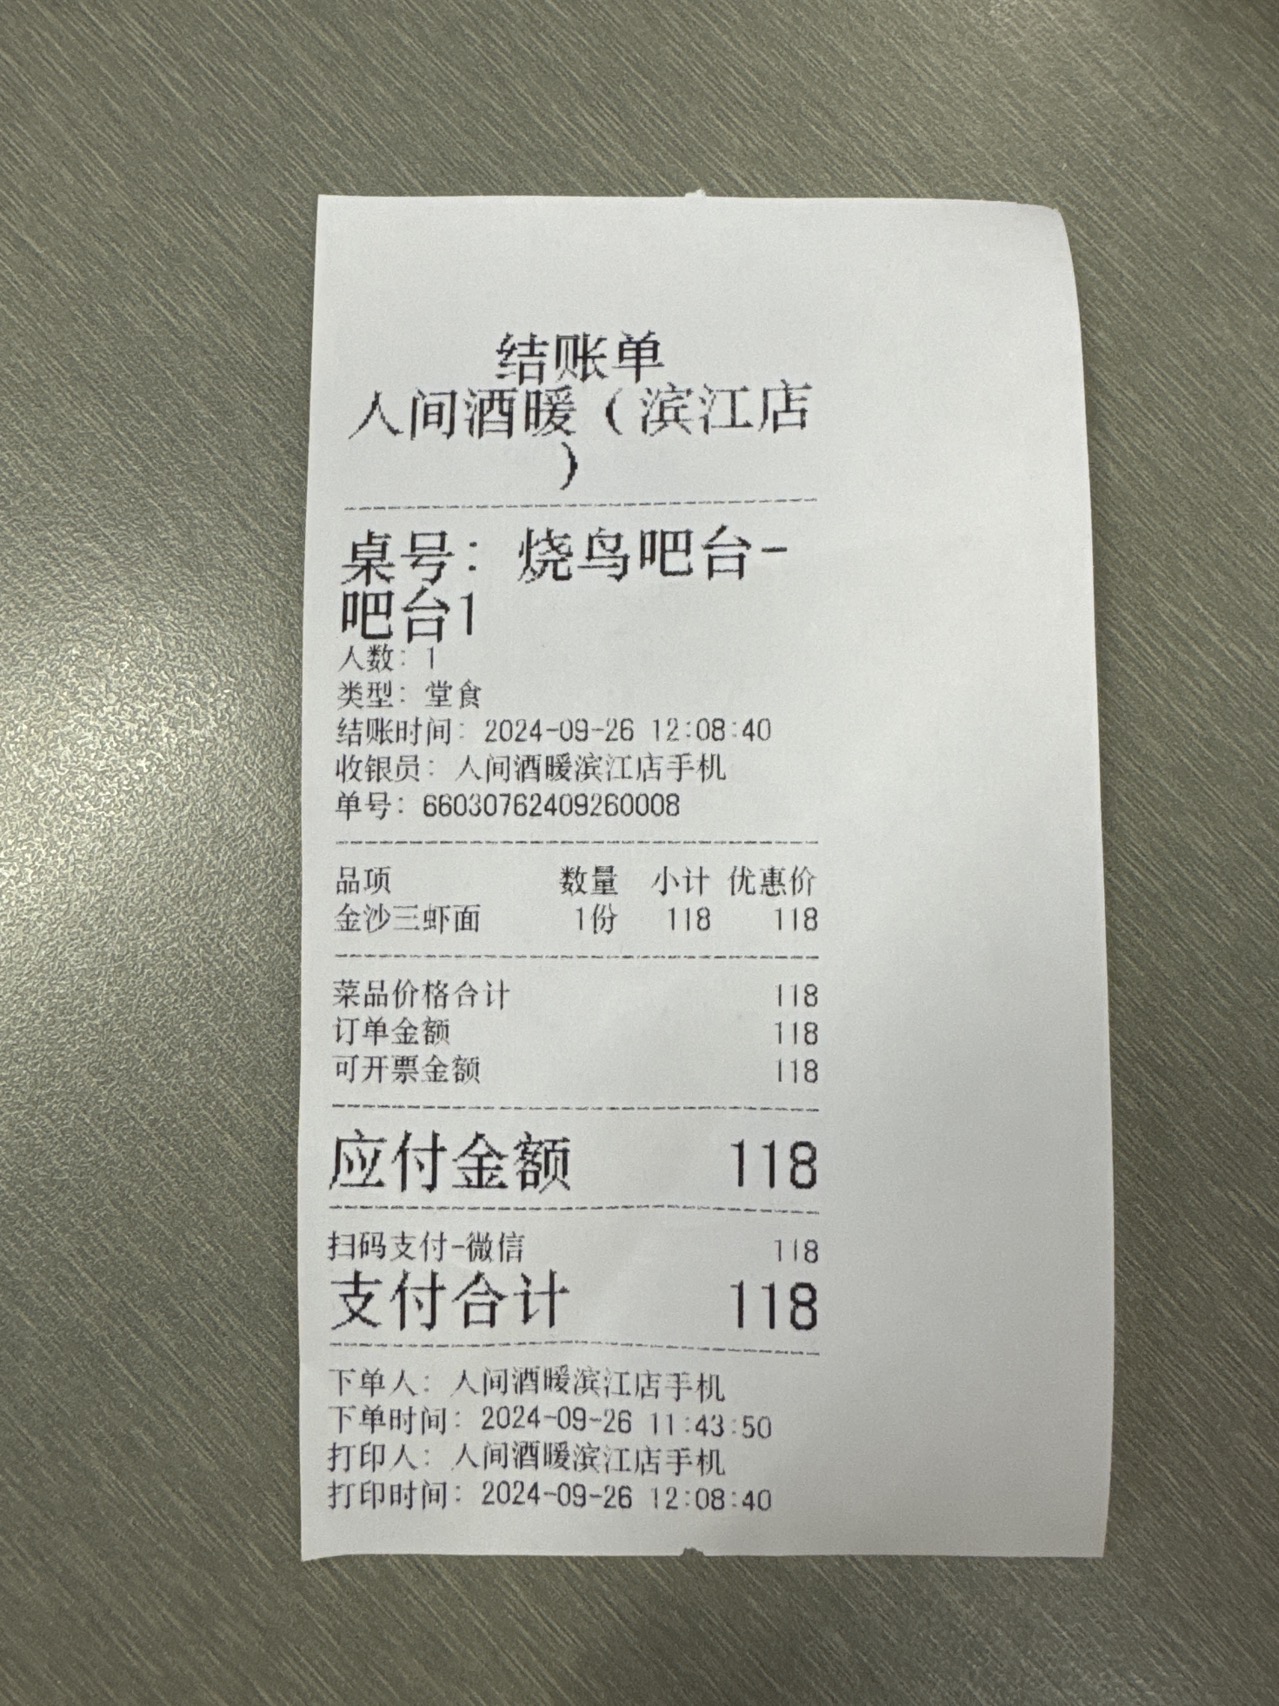 结账单
人间酒暖（滨江店
）
桌号：烧鸟吧台-
吧台1
人数：1
类型：堂食
结账时间：2024-09-26 12:08:40
收银员：人间酒暖滨江店手机
单号：66030762409260008
品项 数量 小计 优惠价
金沙三虾面 1份 118 118
菜品价格合计 118
订单金额 118
可开票金额 118
应付金额 118
扫码支付-微信 118
支付合计 118
下单人：人间酒暖滨江店手机
下单时间：2024-09-26 11:43:50
打印人：人间酒暖滨江店手机
打印时间：2024-09-26 12:08:40